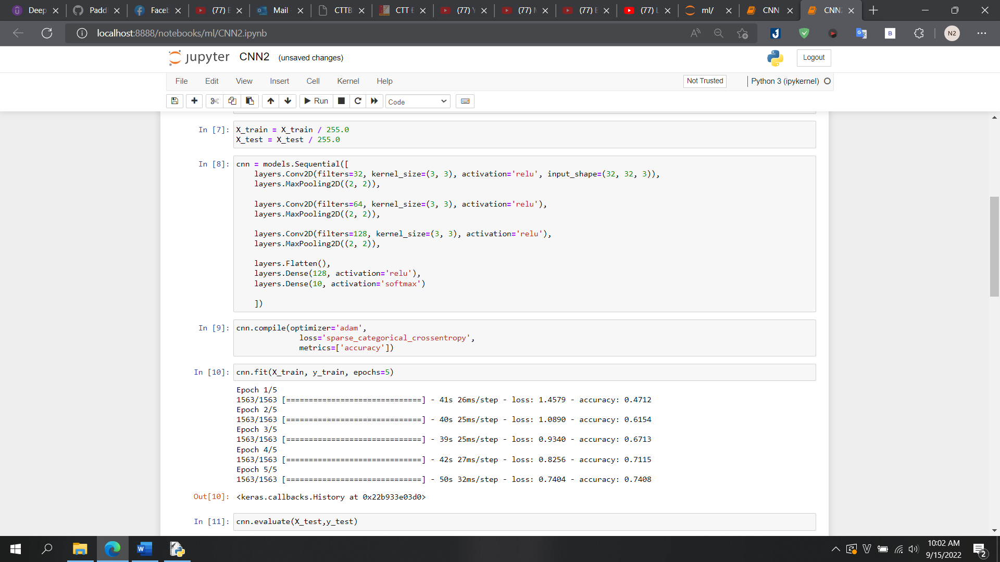 Deep
Padd
Faceb
(77) E
Mail -
CTTB
CTT E
(77) Y
(77) M
(77) E
(77) L
ml/
CNN
CNN2
localhost:8888/notebooks/ml/CNN2.ipynb
N2
jupyter CNN2 (unsaved changes)
Logout
File Edit View Insert Cell Kernel Help
Not Trusted
Python 3 (ipykernel)
Run
Code
In [7]: X_train = X_train / 255.0
X_test = X_test / 255.0
In [8]: cnn = models.Sequential([
layers.Conv2D(filters=32, kernel_size=(3, 3), activation='relu', input_shape=(32, 32, 3)),
layers.MaxPooling2D((2, 2)),
layers.Conv2D(filters=64, kernel_size=(3, 3), activation='relu'),
layers.MaxPooling2D((2, 2)),
layers.Conv2D(filters=128, kernel_size=(3, 3), activation='relu'),
layers.MaxPooling2D((2, 2)),
layers.Flatten(),
layers.Dense(128, activation='relu'),
layers.Dense(10, activation='softmax')
])
In [9]: cnn.compile(optimizer='adam',
loss='sparse_categorical_crossentropy',
metrics=['accuracy'])
In [10]: cnn.fit(X_train, y_train, epochs=5)
Epoch 1/5
1563/1563 [==============================] - 41s 26ms/step - loss: 1.4579 - accuracy: 0.4712
Epoch 2/5
1563/1563 [==============================] - 40s 25ms/step - loss: 1.0890 - accuracy: 0.6154
Epoch 3/5
1563/1563 [==============================] - 39s 25ms/step - loss: 0.9340 - accuracy: 0.6713
Epoch 4/5
1563/1563 [==============================] - 42s 27ms/step - loss: 0.8256 - accuracy: 0.7115
Epoch 5/5
1563/1563 [==============================] - 50s 32ms/step - loss: 0.7404 - accuracy: 0.7408
Out[10]: <keras.callbacks.History at 0x22b933e03d0>
In [11]: cnn.evaluate(X_test,y_test)
10:02 AM
9/15/2022
2